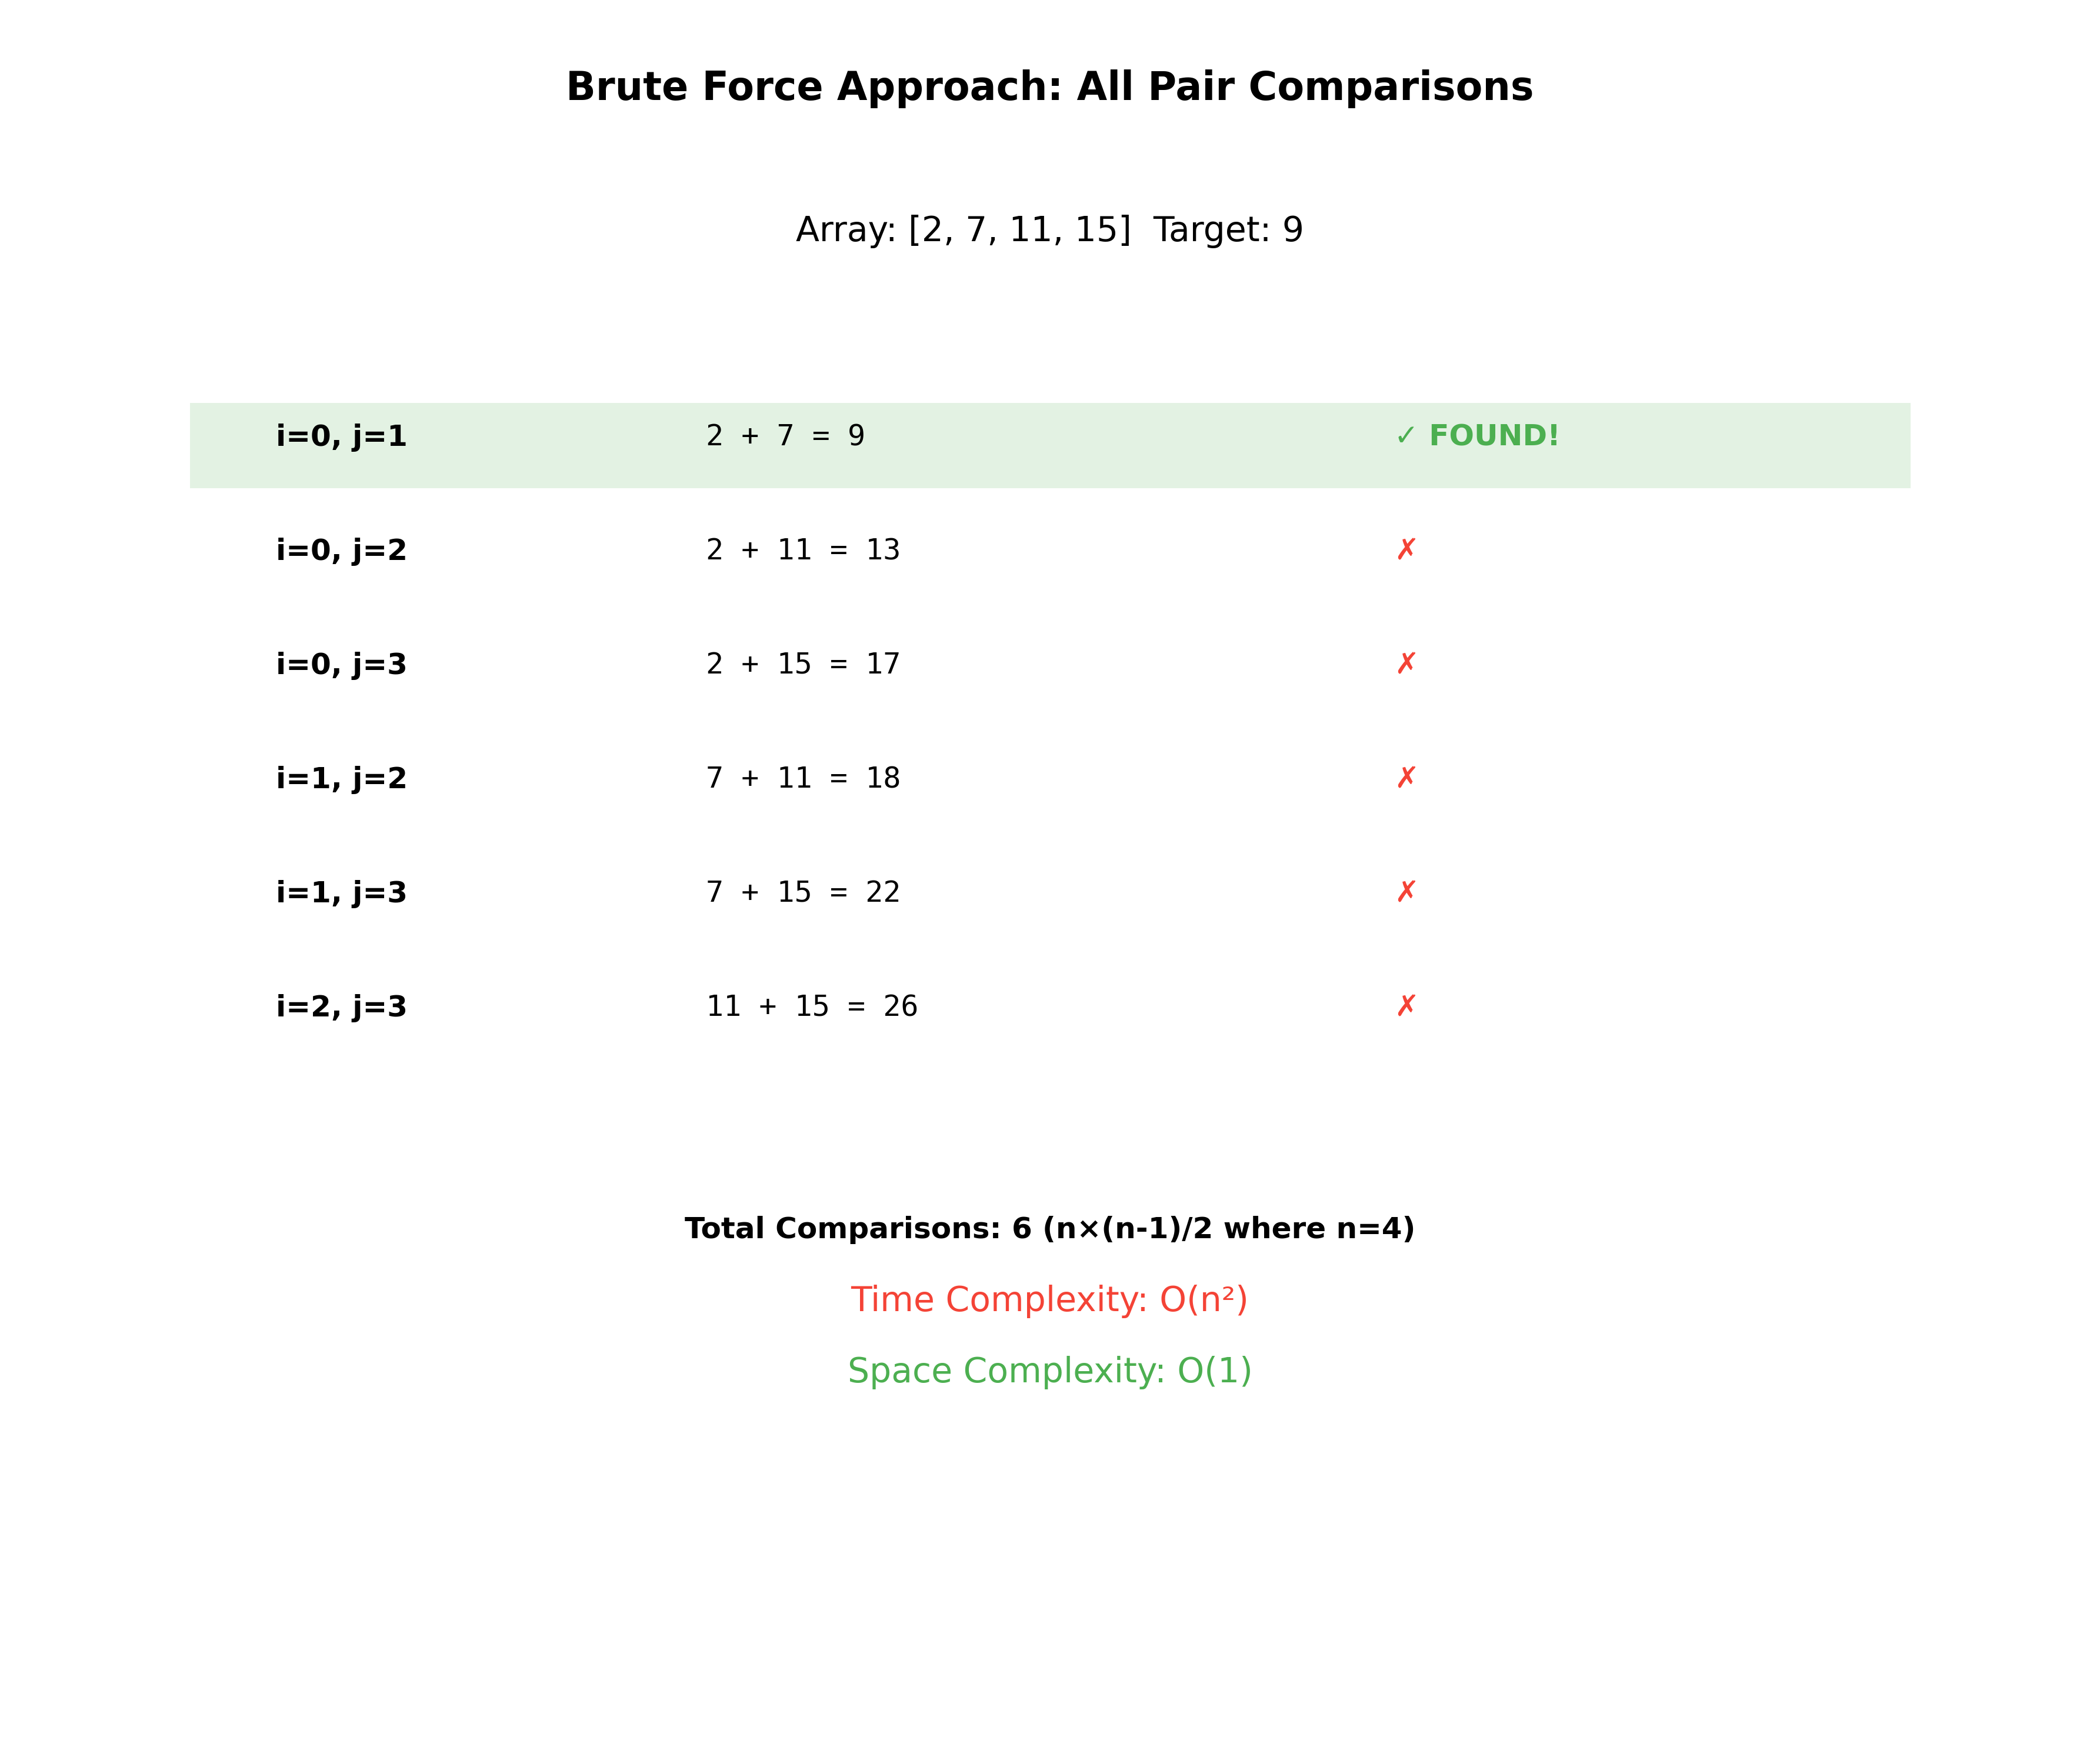 Brute Force Approach: All Pair Comparisons
Array: [2, 7, 11, 15]  Target: 9
i=0, j=1 2 + 7 = 9 ✓ FOUND!
i=0, j=2 2 + 11 = 13 ✗
i=0, j=3 2 + 15 = 17 ✗
i=1, j=2 7 + 11 = 18 ✗
i=1, j=3 7 + 15 = 22 ✗
i=2, j=3 11 + 15 = 26 ✗
Total Comparisons: 6 (n×(n-1)/2 where n=4)
Time Complexity: O(n²)
Space Complexity: O(1)